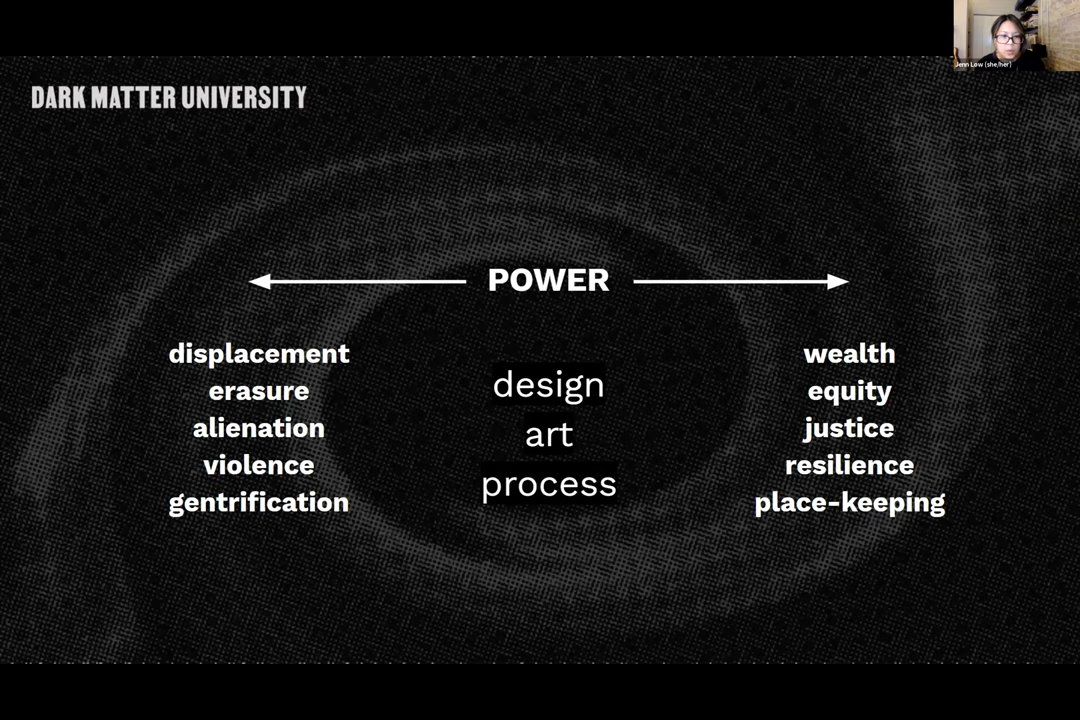 Jenn Low (she/her)
DARK MATTER UNIVERSITY
POWER
displacement
erasure
alienation
violence
gentrification
design
art
process
wealth
equity
justice
resilience
place-keeping